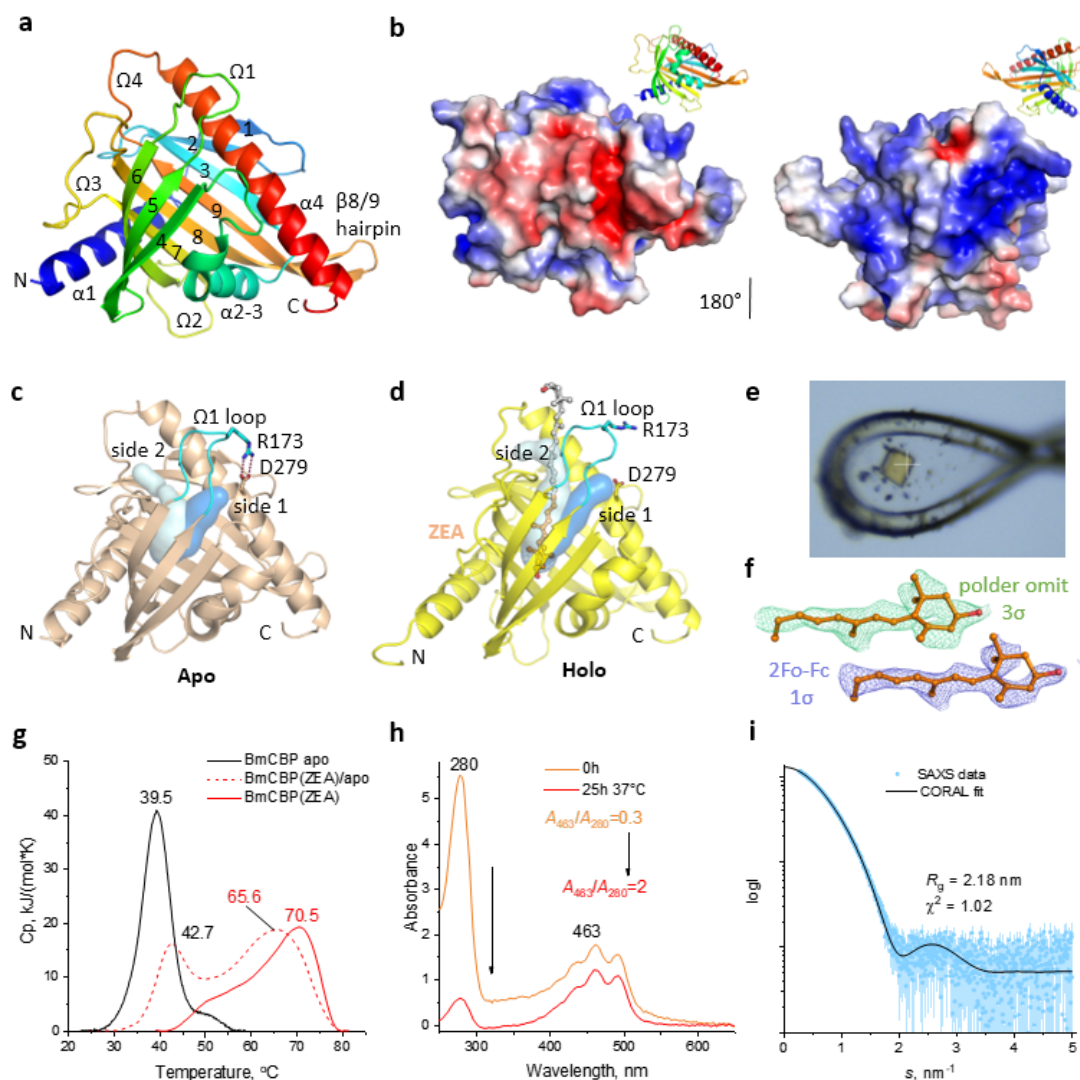 a
Ω4
Ω1
1
2
3
6
Ω3
5
9
α4
β8/9
hairpin
4
8
7
N
α1
Ω2
α2-3
C
b
180°
c
Ω1 loop
R173
side 2
D279
side 1
N
C
Apo
d
Ω1 loop
R173
side 2
D279
side 1
ZEA
N
C
Holo
e
f
polder omit
3σ
2Fo-Fc
1σ
g
BmCBP apo
BmCBP(ZEA)/apo
BmCBP(ZEA)
50
40
30
20
10
0
39.5
42.7
65.6
70.5
Cp, kJ/(mol*K)
20 30 40 50 60 70 80
Temperature, °C
h
280
0h
25h 37°C
A463/A280=0.3
A463/A280=2
463
5
4
3
2
1
0
Absorbance
300 400 500 600
Wavelength, nm
i
SAXS data
CORAL fit
Rg = 2.18 nm
χ2 = 1.02
logI
0 1 2 3 4 5
s, nm-1